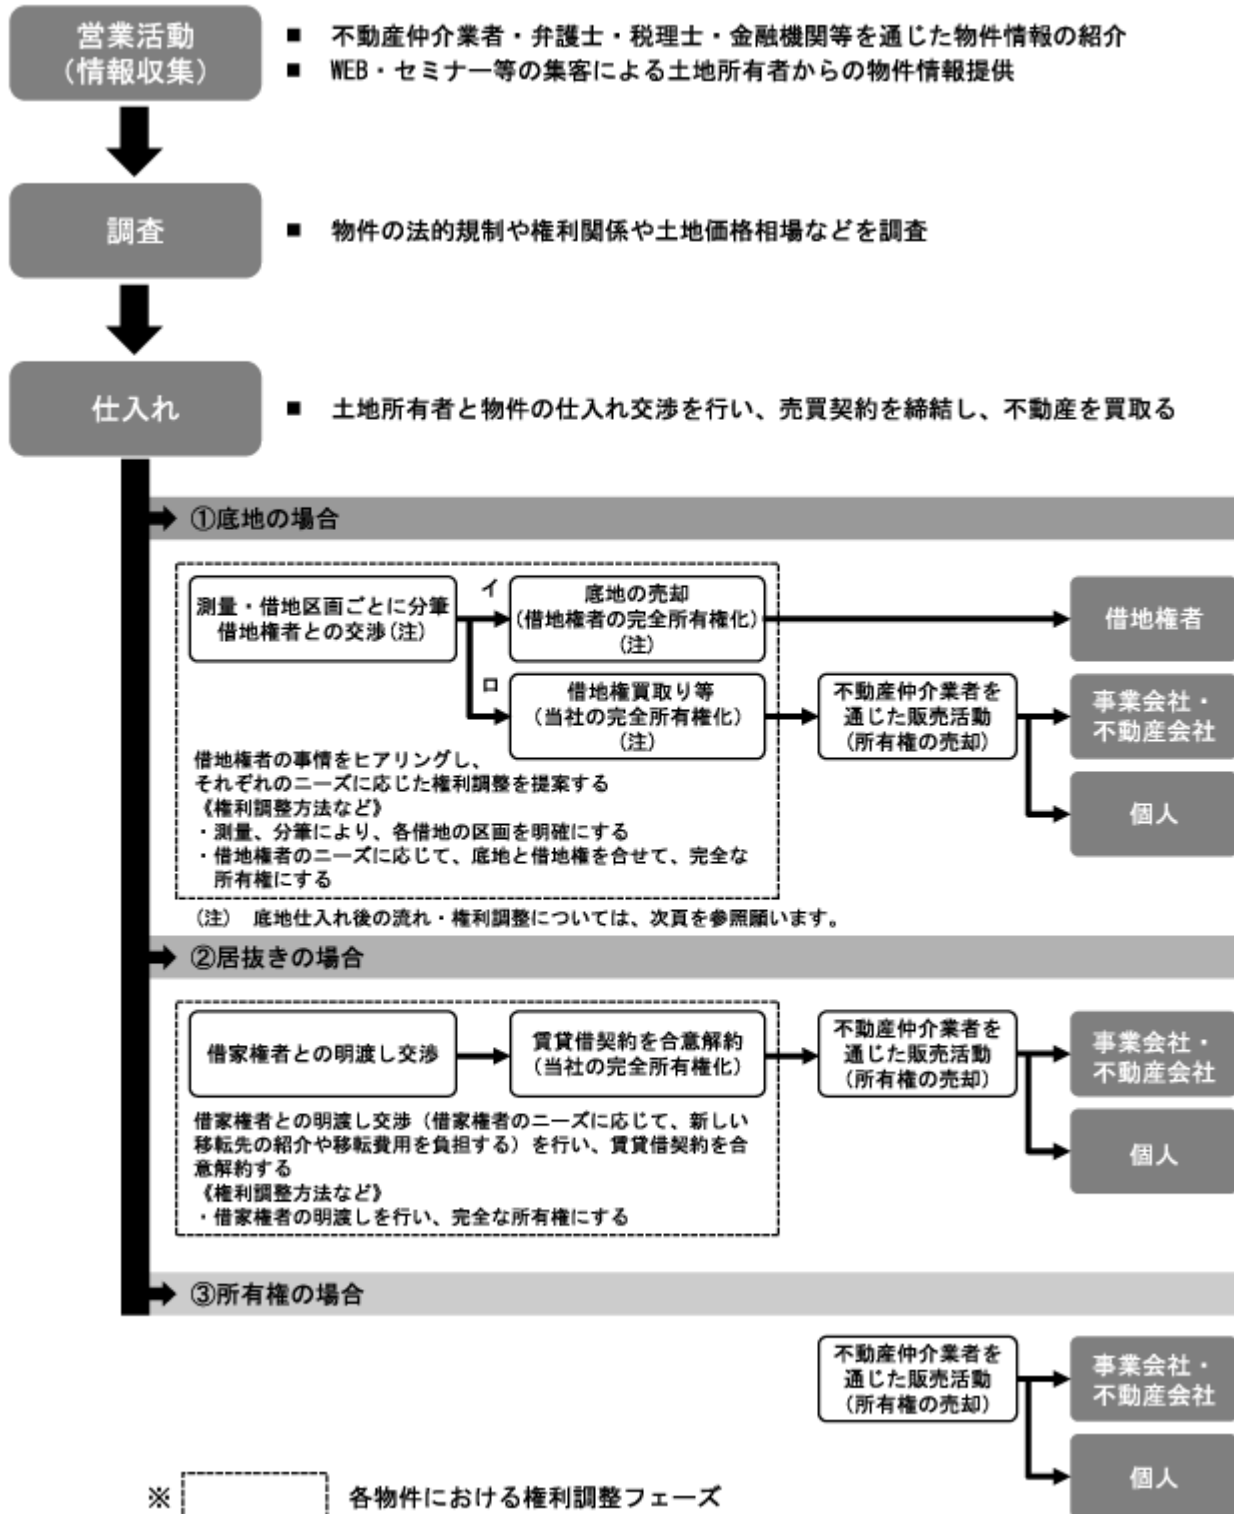 営業活動
（情報収集）
■ 不動産仲介業者・弁護士・税理士・金融機関等を通じた物件情報の紹介
■ WEB・セミナー等の集客による土地所有者からの物件情報提供
調査
■ 物件の法的規制や権利関係や土地価格相場などを調査
仕入れ
■ 土地所有者と物件の仕入れ交渉を行い、売買契約を締結し、不動産を買取る
①底地の場合
測量・借地区画ごとに分筆
借地権者との交渉(注)
イ
底地の売却
(借地権者の完全所有権化)
(注)
借地権者
ロ
借地権買取り等
(当社の完全所有権化)
(注)
不動産仲介業者を
通じた販売活動
(所有権の売却)
事業会社・
不動産会社
個人
借地権者の事情をヒアリングし、
それぞれのニーズに応じた権利調整を提案する
《権利調整方法など》
・測量、分筆により、各借地の区画を明確にする
・借地権者のニーズに応じて、底地と借地権を合せて、完全な
所有権にする
(注) 底地仕入れ後の流れ・権利調整については、次頁を参照願います。
②居抜きの場合
借家権者との明渡し交渉
賃貸借契約を合意解約
(当社の完全所有権化)
不動産仲介業者を
通じた販売活動
(所有権の売却)
事業会社・
不動産会社
個人
借家権者との明渡し交渉（借家権者のニーズに応じて、新しい
移転先の紹介や移転費用を負担する）を行い、賃貸借契約を合
意解約する
《権利調整方法など》
・借家権者の明渡しを行い、完全な所有権にする
③所有権の場合
不動産仲介業者を
通じた販売活動
(所有権の売却)
事業会社・
不動産会社
個人
※ 各物件における権利調整フェーズ